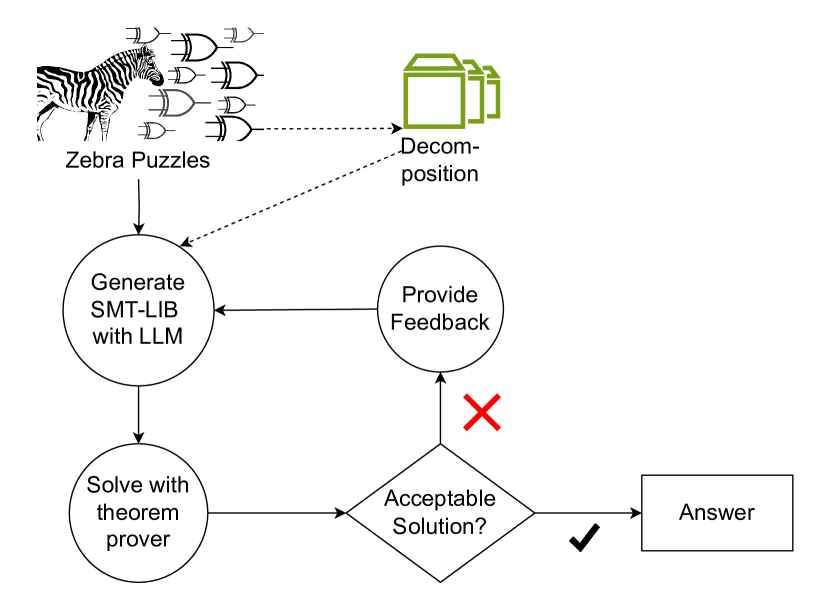 Zebra Puzzles
Decom-
position
Generate
SMT-LIB
with LLM
Provide
Feedback
Solve with
theorem
prover
Acceptable
Solution?
Answer